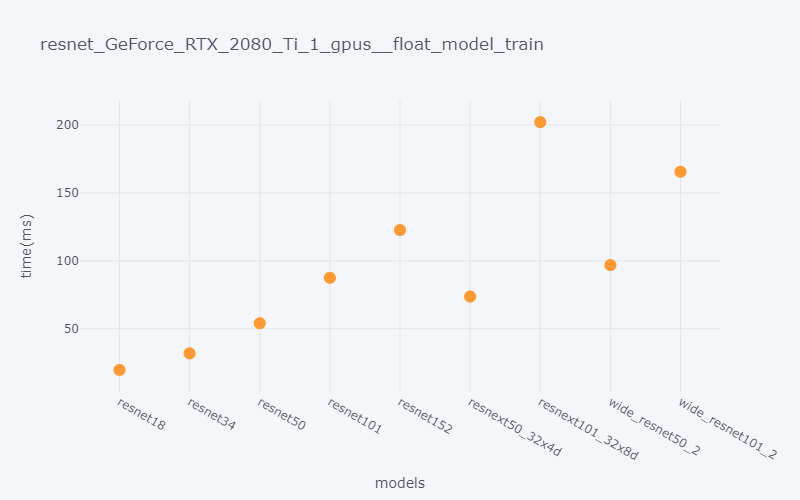 resnet_GeForce_RTX_2080_Ti_1_gpus__float_model_train
200
150
100
50
time(ms)
resnet18
resnet34
resnet50
resnet101
resnet152
resnext50_32x4d
resnext101_32x8d
wide_resnet50_2
wide_resnet101_2
models